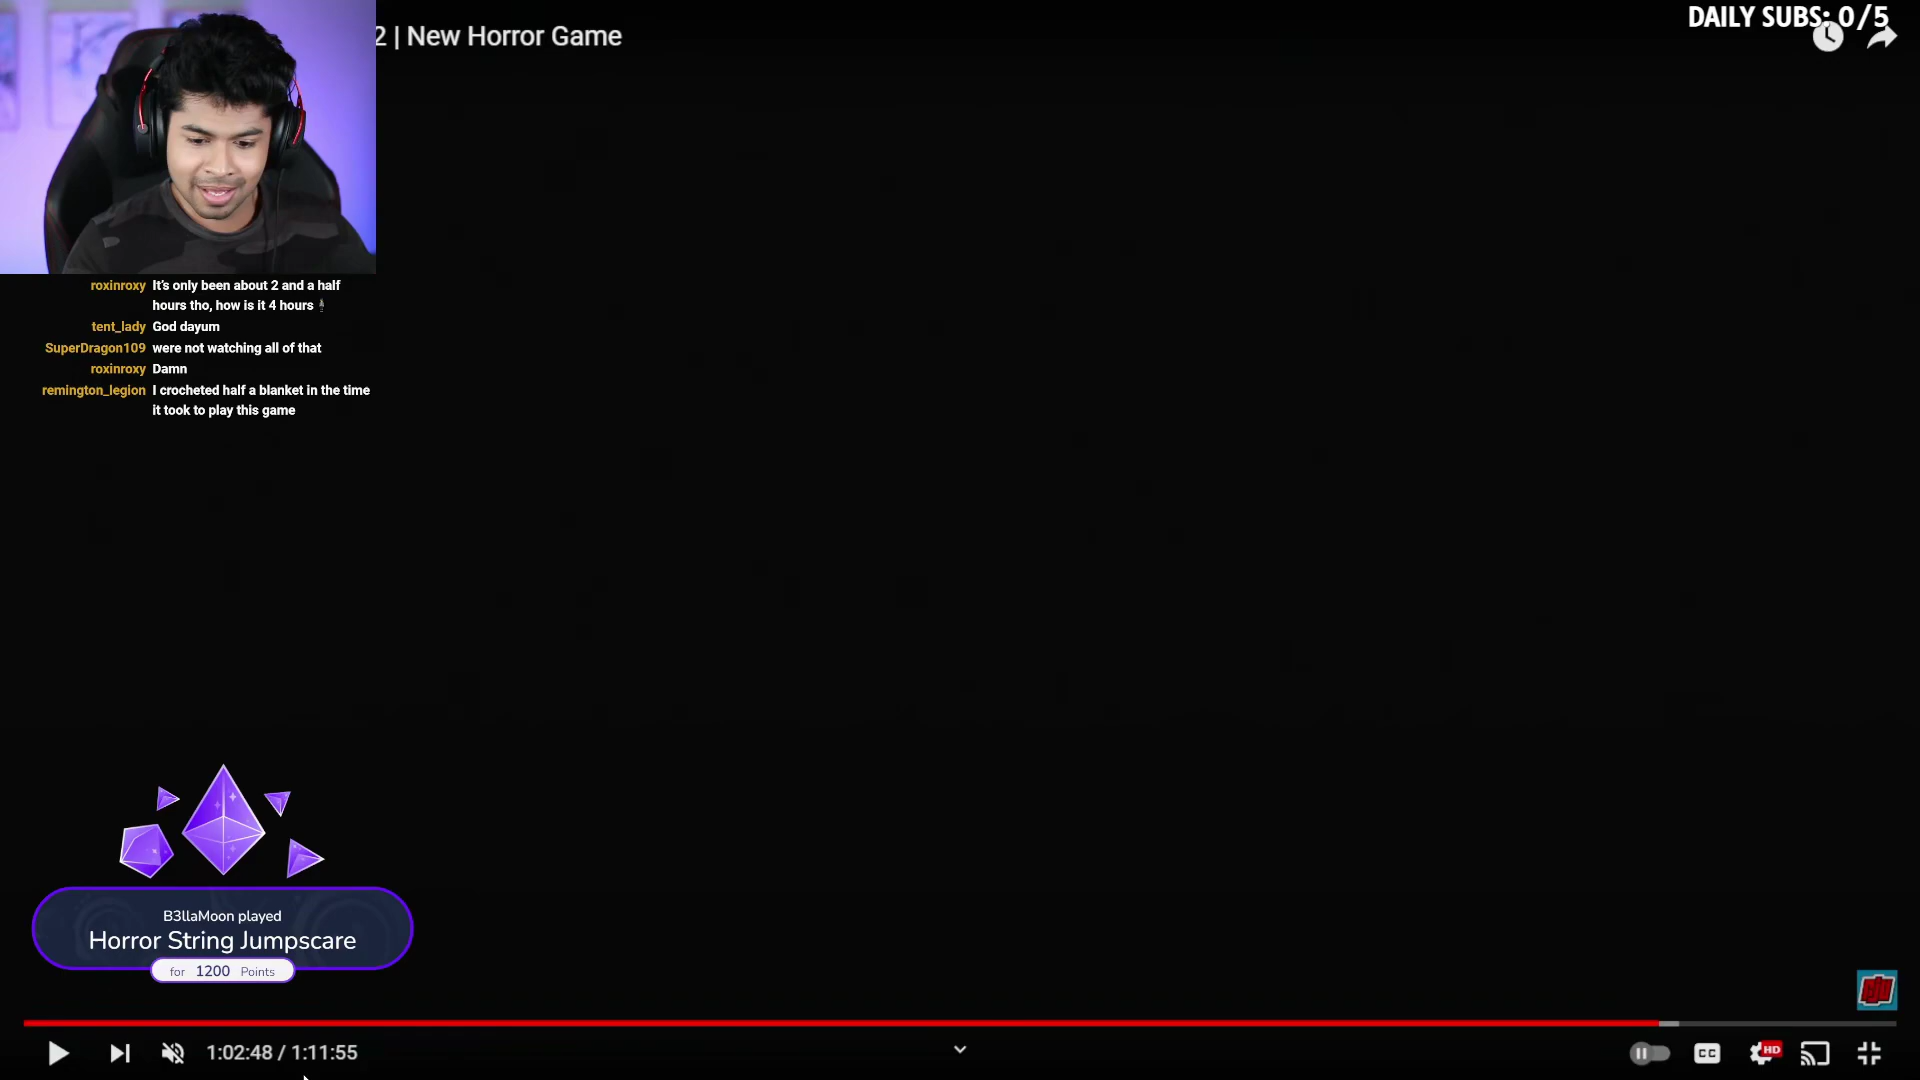 DAILY SUBS: 0/5
2 | New Horror Game
roxinroxy It's only been about 2 and a half
hours tho, how is it 4 hours
tent_lady God dayum
SuperDragon109 were not watching all of that
roxinroxy Damn
remington_legion I crocheted half a blanket in the time
it took to play this game
B3llaMoon played
Horror String Jumpscare
for 1200 Points
1:02:48 / 1:11:55
CC
HD